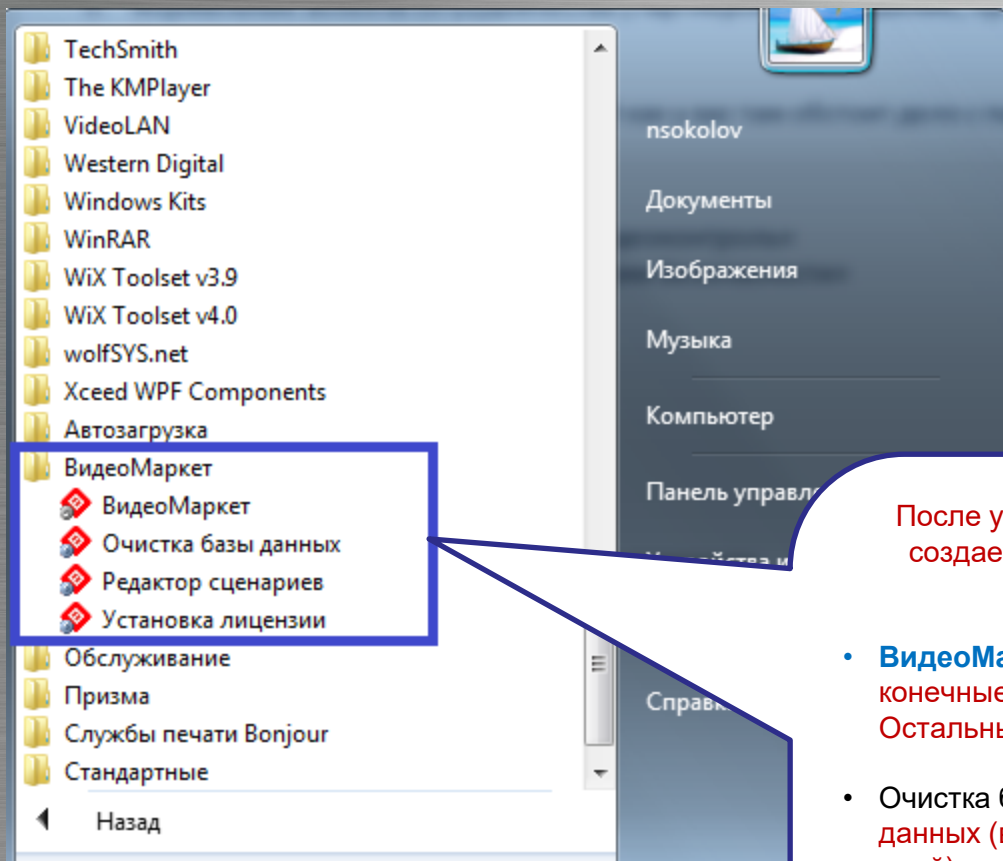 TechSmith
The KMPlayer
VideoLAN
Western Digital
Windows Kits
WinRAR
WiX Toolset v3.9
WiX Toolset v4.0
wolfSYS.net
Xceed WPF Components
Автозагрузка
ВидеоМаркет
ВидеоМаркет
Очистка базы данных
Редактор сценариев
Установка лицензии
Обслуживание
Призма
Службы печати Bonjour
Стандартные
Назад
nsokolov
Документы
Изображения
Музыка
Компьютер
Панель управл
Справк
После у
создае
• ВидеоМа
конечные
Остальны
• Очистка б
данных (в